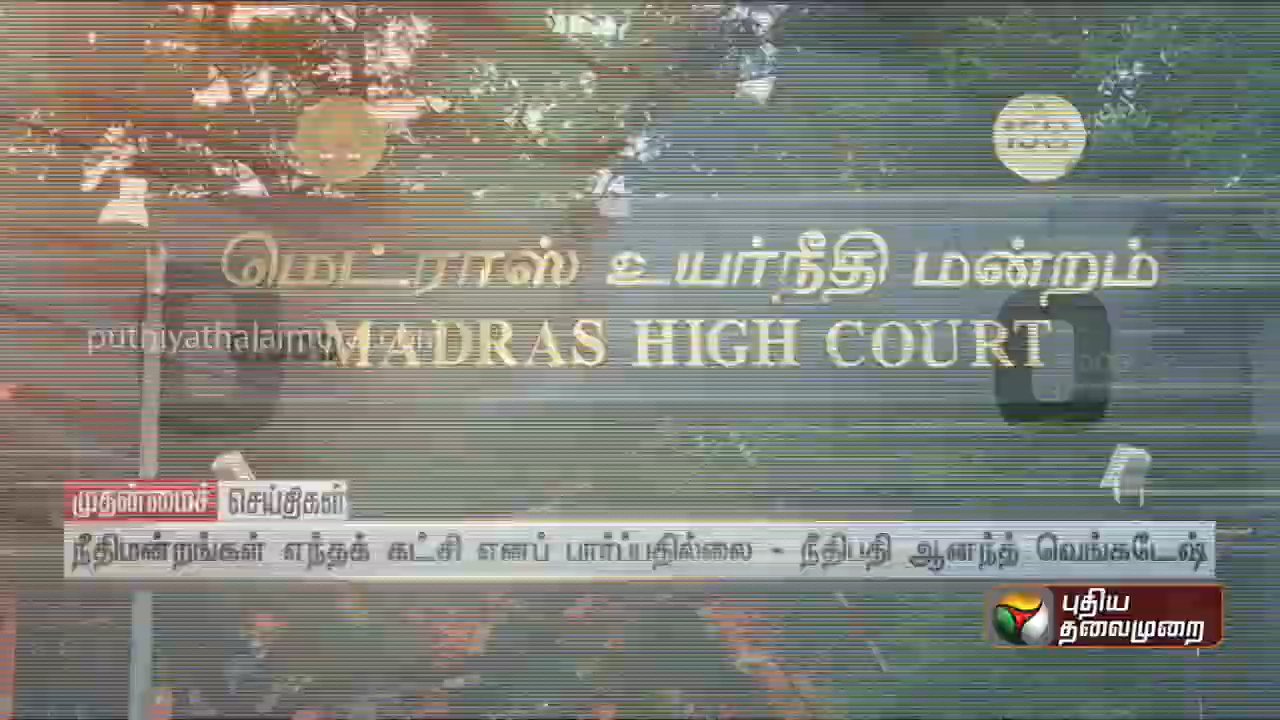 மெட்ராஸ் உயர்நீதி மன்றம்
MADRAS HIGH COURT
முதன்மைச் செய்திகள்
நீதிமன்றங்கள் எந்தக் கட்சி எனப் பார்ப்பதில்லை - நீதிபதி ஆனந்த் வெங்கடேஷ்
புதிய
தலைமுறை